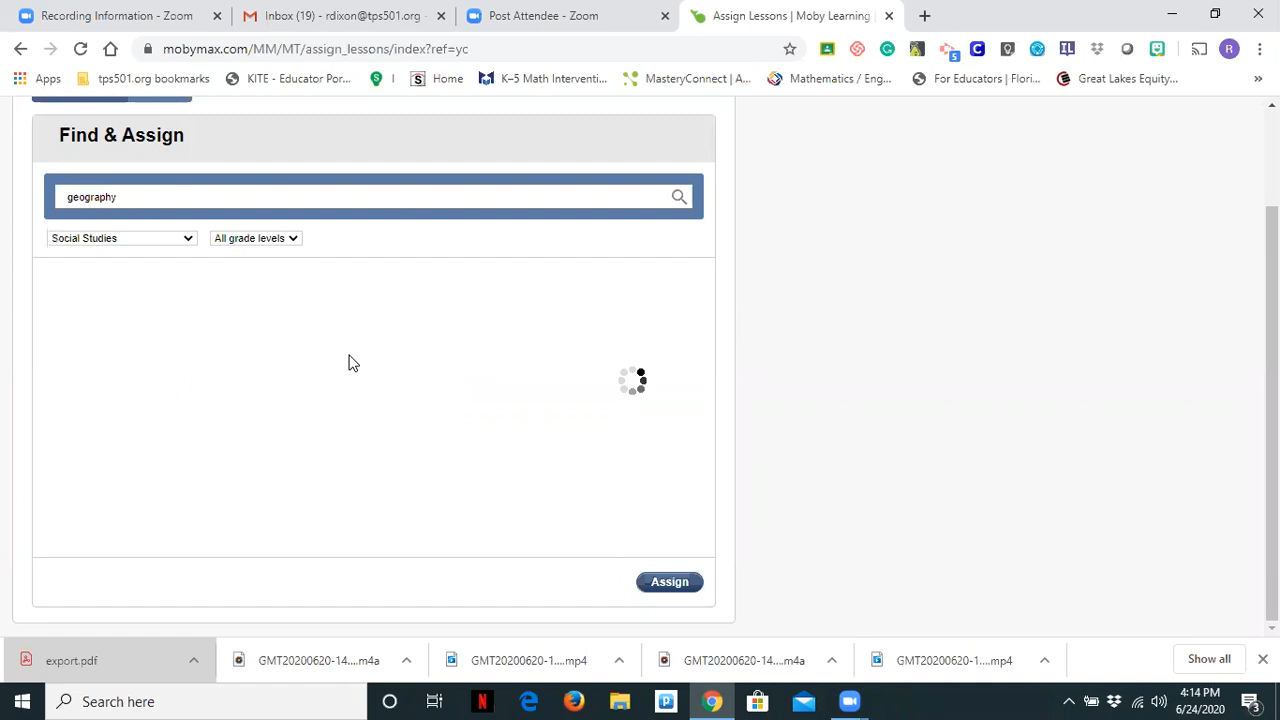 Recording Information - Zoom
Inbox (19) - rdixon@tps501.org -
Post Attendee - Zoom
Assign Lessons | Moby Learning |
mobymax.com/MM/MT/assign_lessons/index?ref=yc
5
R
Apps
tps501.org bookmarks
KITE - Educator Por...
I
Home
K–5 Math Interventi...
MasteryConnect | A...
Mathematics / Eng...
For Educators | Flori...
Great Lakes Equity...
»
Find & Assign
geography
Social Studies
All grade levels
Assign
export.pdf
GMT20200620-14....m4a
GMT20200620-1....mp4
GMT20200620-14....m4a
GMT20200620-1....mp4
Show all
Search here
4:14 PM
6/24/2020
3